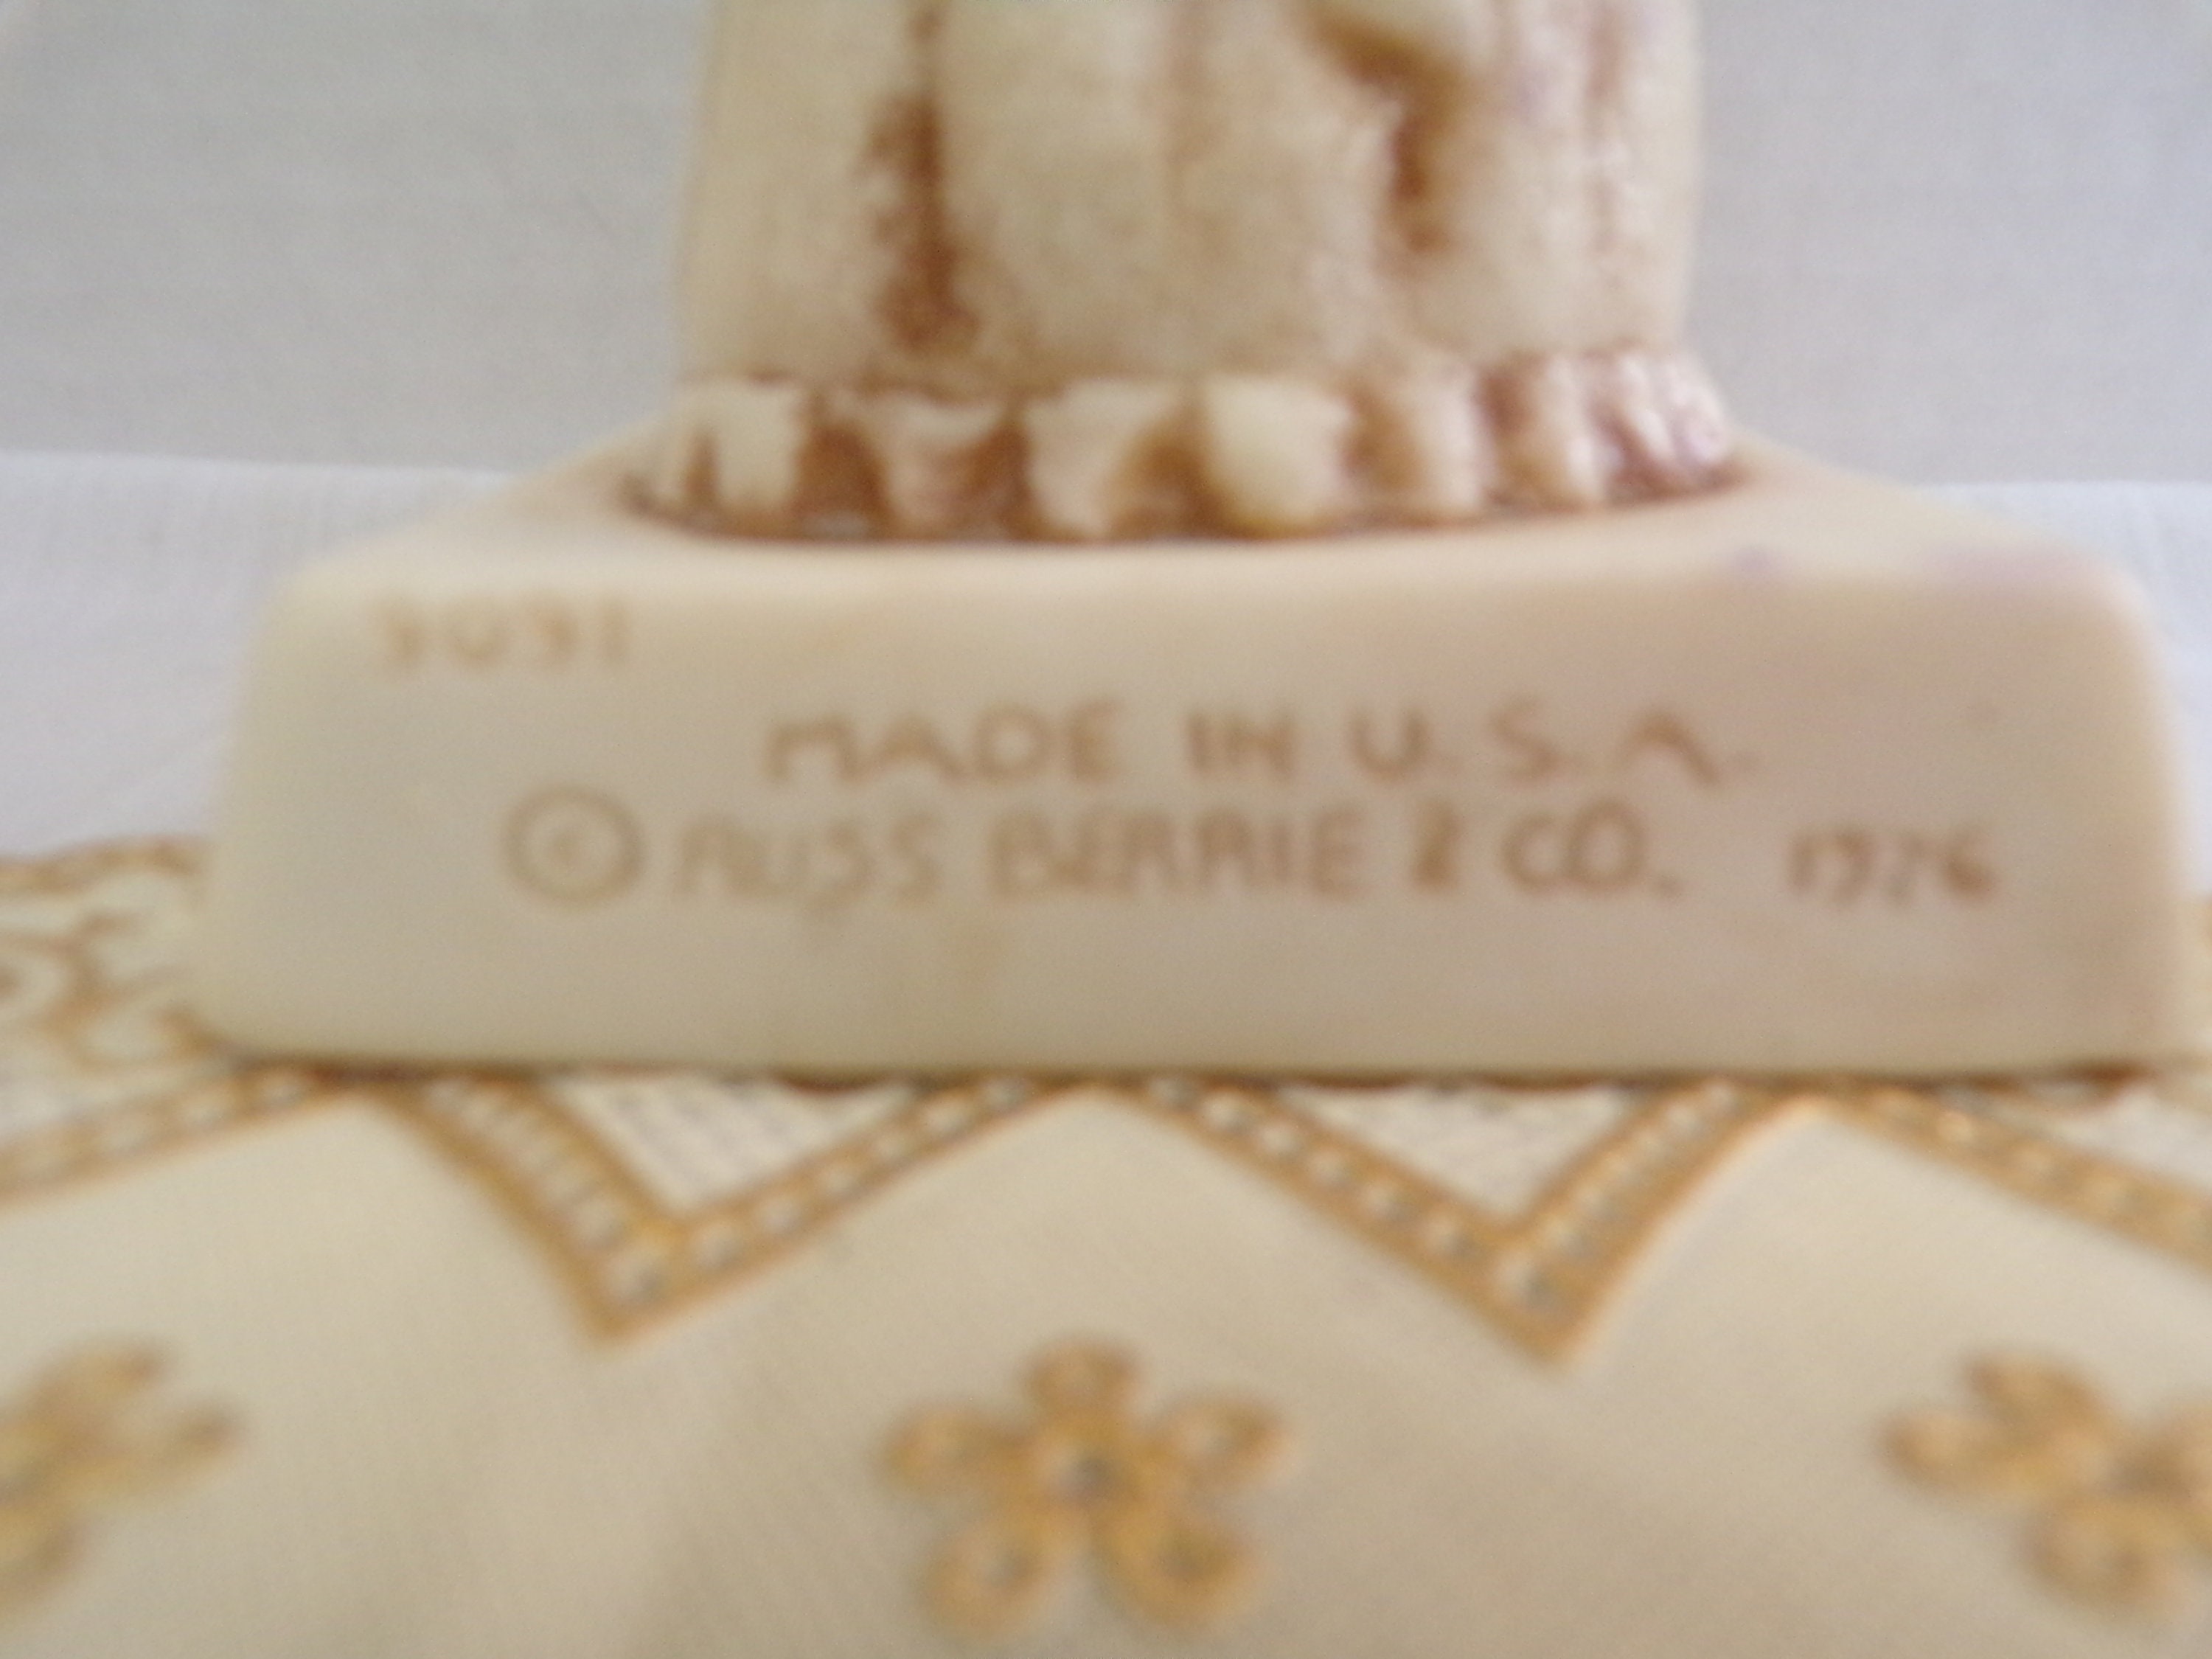 MADE IN U.S.A.
© RUSS BERRIE & CO. 1976